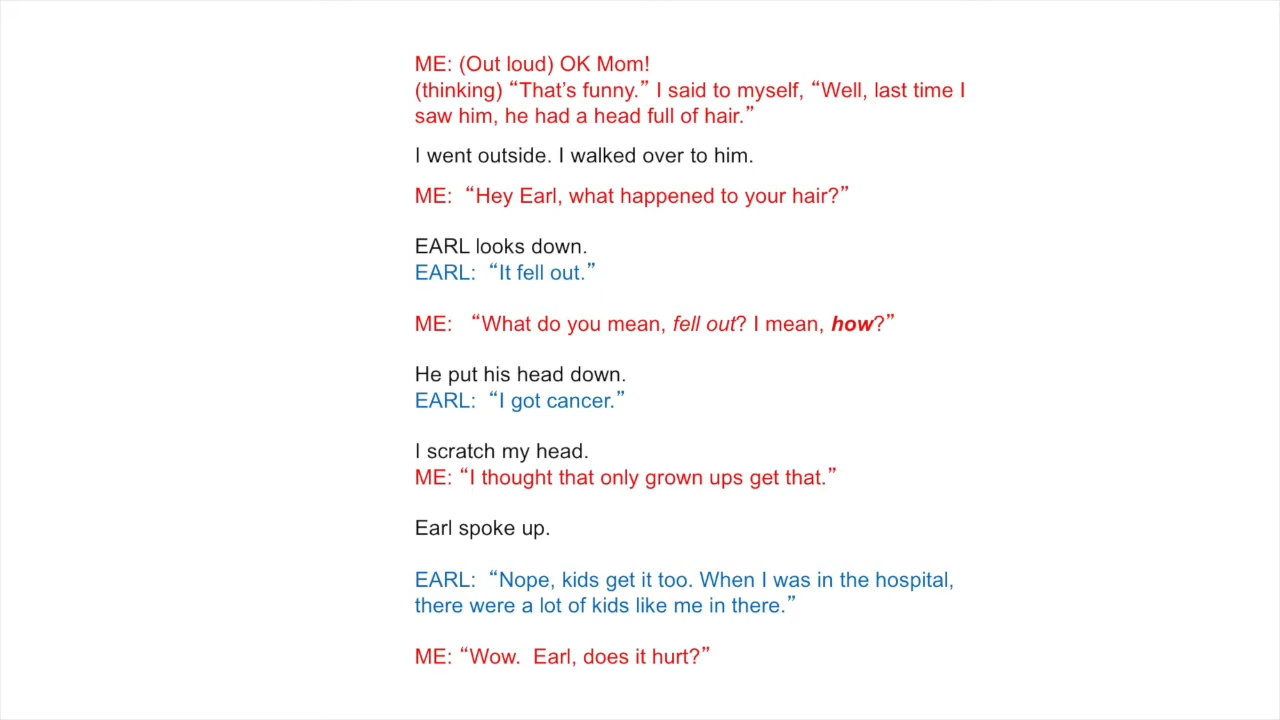 ME: (Out loud) OK Mom!
(thinking) “That’s funny.” I said to myself, “Well, last time I
saw him, he had a head full of hair.”
I went outside. I walked over to him.
ME: “Hey Earl, what happened to your hair?”
EARL looks down.
EARL: “It fell out.”
ME: “What do you mean, fell out? I mean, how?”
He put his head down.
EARL: “I got cancer.”
I scratch my head.
ME: “I thought that only grown ups get that.”
Earl spoke up.
EARL: “Nope, kids get it too. When I was in the hospital,
there were a lot of kids like me in there.”
ME: “Wow. Earl, does it hurt?”